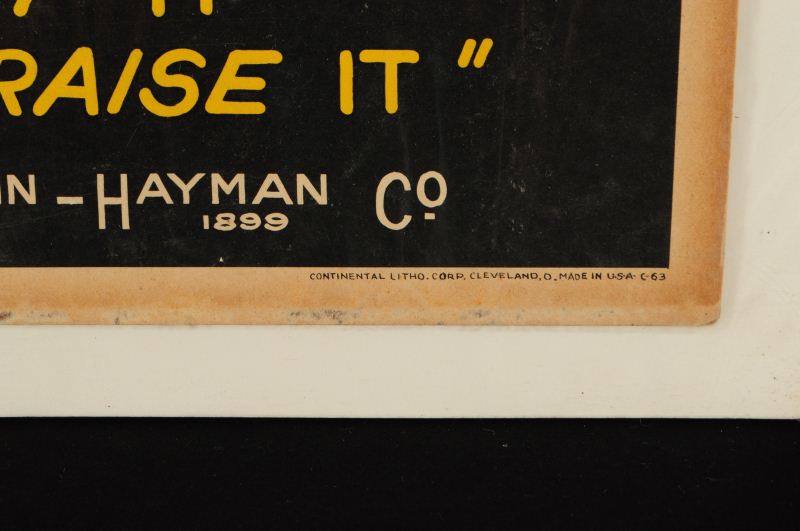 RAISE IT"
-HAYMAN Co
1899
CONTINENTAL LITHO. CORP. CLEVELAND, O. MADE IN U.S.A. C-63